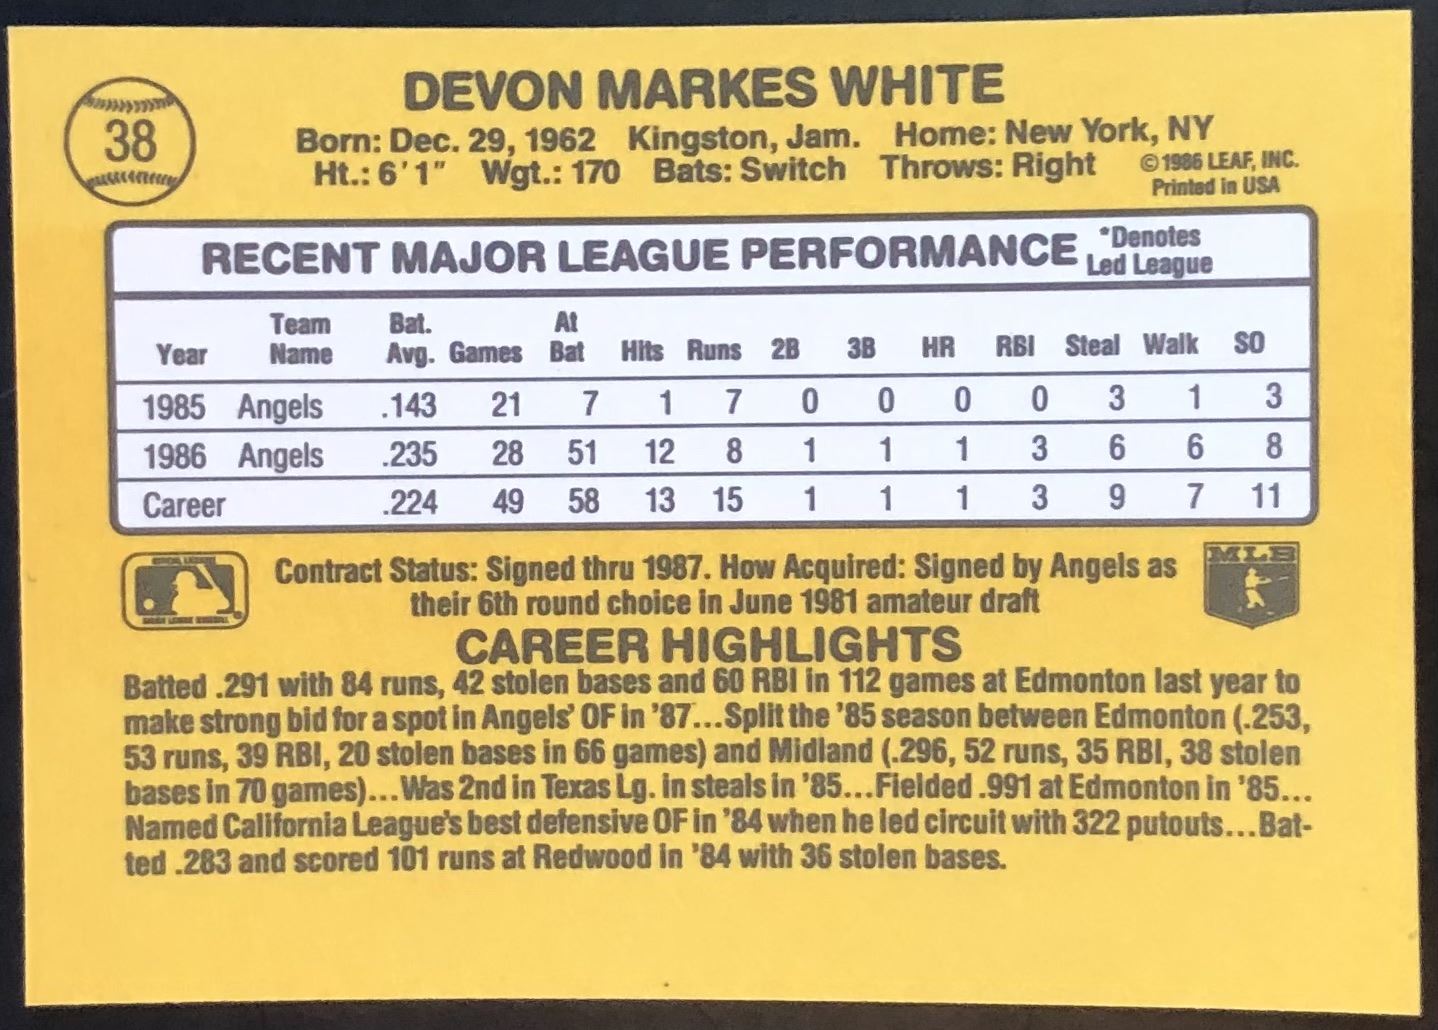 38
DEVON MARKES WHITE
Born: Dec. 29, 1962 Kingston, Jam. Home: New York, NY
Ht.: 6'1" Wgt.: 170 Bats: Switch Throws: Right
©1986 LEAF, INC.
Printed in USA
RECENT MAJOR LEAGUE PERFORMANCE
*Denotes
Led League
Year Team Name Bat. Avg. Games At Bat Hits Runs 2B 3B HR RBI Steal Walk SO
1985 Angels .143 21 7 1 7 0 0 0 0 3 1 3
1986 Angels .235 28 51 12 8 1 1 1 3 6 6 8
Career .224 49 58 13 15 1 1 1 3 9 7 11
Contract Status: Signed thru 1987. How Acquired: Signed by Angels as
their 6th round choice in June 1981 amateur draft
MLB
CAREER HIGHLIGHTS
Batted .291 with 84 runs, 42 stolen bases and 60 RBI in 112 games at Edmonton last year to
make strong bid for a spot in Angels' OF in '87...Split the '85 season between Edmonton (.253,
53 runs, 39 RBI, 20 stolen bases in 66 games) and Midland (.296, 52 runs, 35 RBI, 38 stolen
bases in 70 games)...Was 2nd in Texas Lg. in steals in '85...Fielded .991 at Edmonton in '85...
Named California League's best defensive OF in '84 when he led circuit with 322 putouts...Bat-
ted .283 and scored 101 runs at Redwood in '84 with 36 stolen bases.